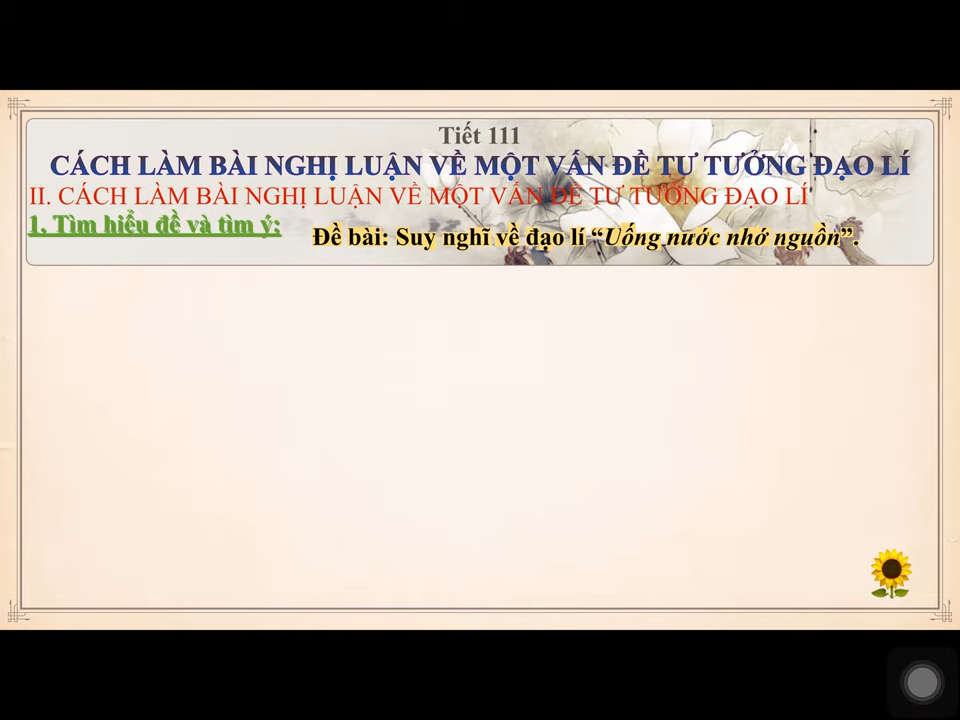 Tiết 111
CÁCH LÀM BÀI NGHỊ LUẬN VỀ MỘT VẤN ĐỀ TƯ TƯỞNG ĐẠO LÍ
II. CÁCH LÀM BÀI NGHỊ LUẬN VỀ MỘT VẤN ĐỀ TƯ TƯỞNG ĐẠO LÍ
1. Tìm hiểu đề và tìm ý:
Đề bài: Suy nghĩ về đạo lí “Uống nước nhớ nguồn”.